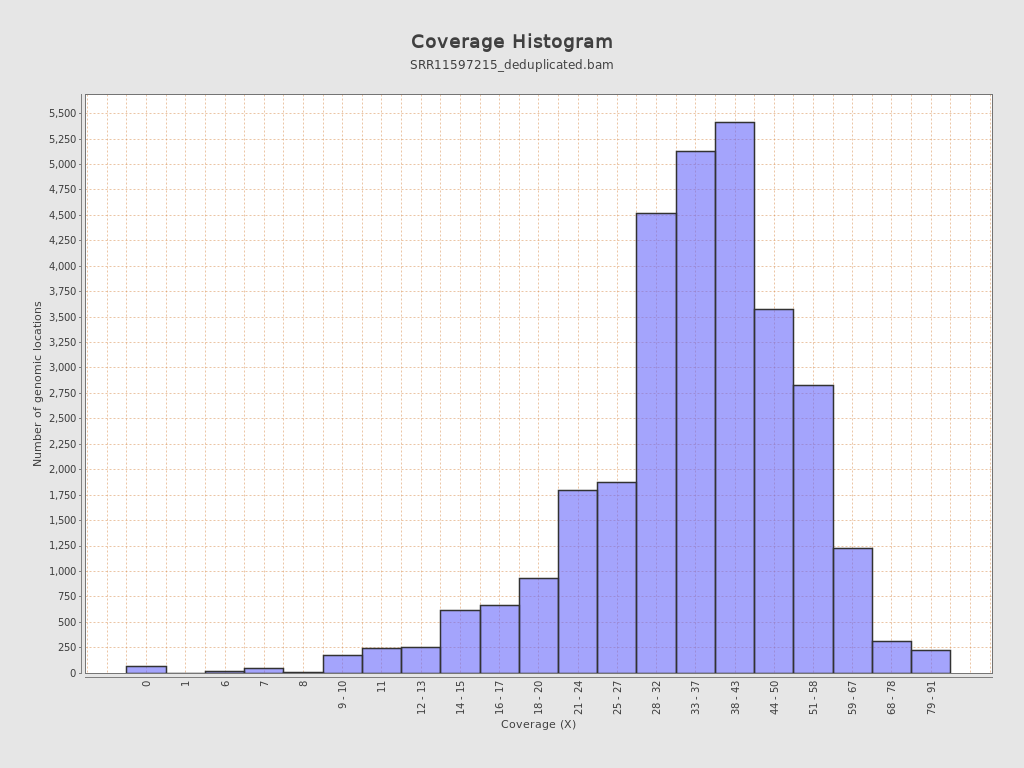 Coverage Histogram
SRR11597215_deduplicated.bam
Number of genomic locations
5,500
5,250
5,000
4,750
4,500
4,250
4,000
3,750
3,500
3,250
3,000
2,750
2,500
2,250
2,000
1,750
1,500
1,250
1,000
750
500
250
0
0
1
6
7
8
9 - 10
11
12 - 13
14 - 15
16 - 17
18 - 20
21 - 24
25 - 27
28 - 32
33 - 37
38 - 43
44 - 50
51 - 58
59 - 67
68 - 78
79 - 91
Coverage (X)